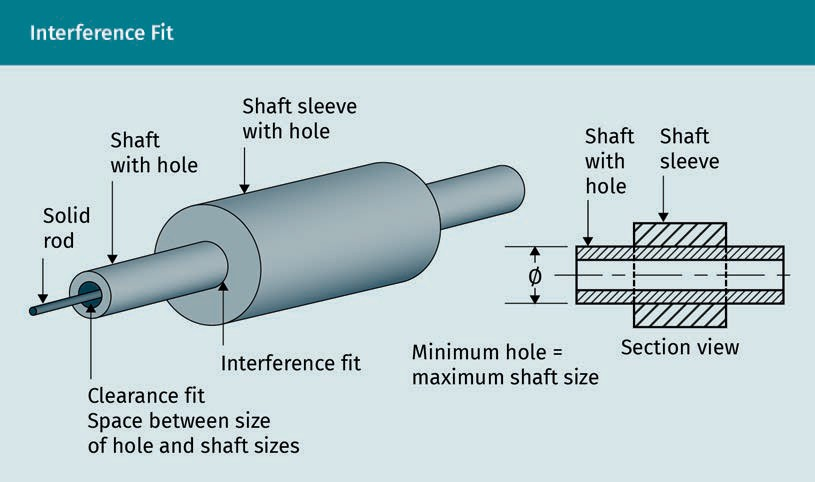 Interference Fit
Shaft sleeve
with hole
Shaft
with hole
Solid
rod
Interference fit
Clearance fit
Space between size
of hole and shaft sizes
Shaft
with
hole
Shaft
sleeve
Ø
Minimum hole =
maximum shaft size
Section view